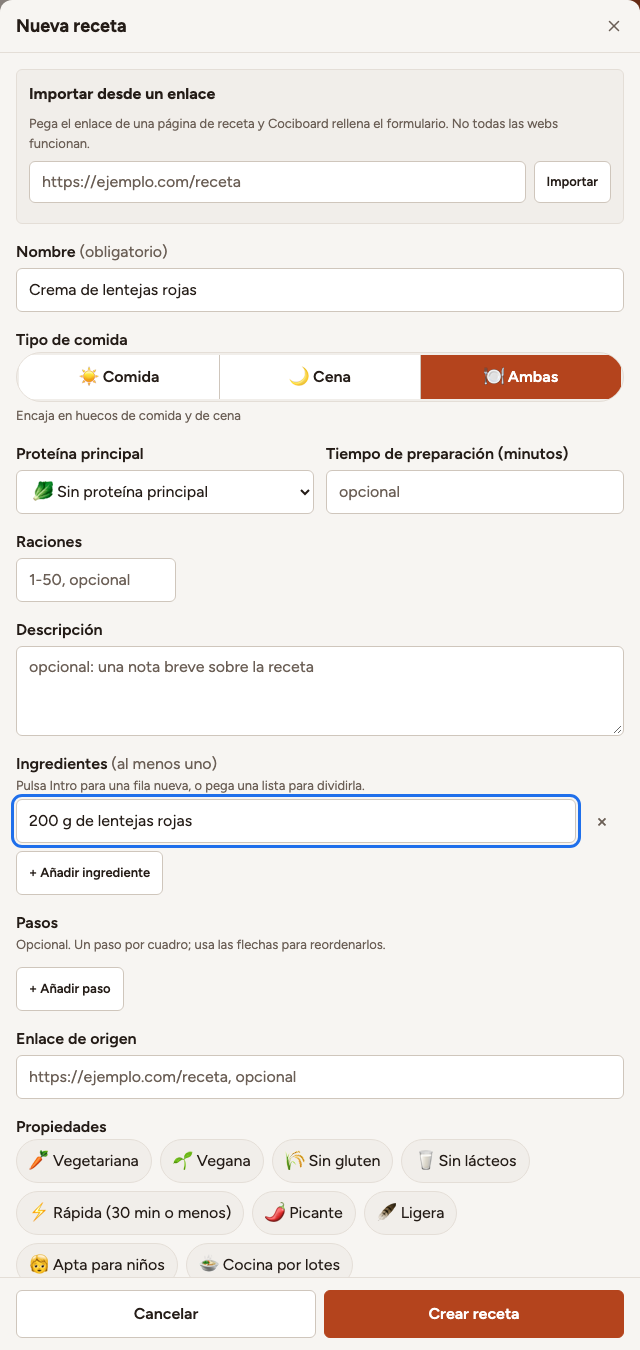 Nueva receta
Importar desde un enlace
Pega el enlace de una página de receta y Cociboard rellena el formulario. No todas las webs
funcionan.
https://ejemplo.com/receta
Importar
Nombre (obligatorio)
Crema de lentejas rojas
Tipo de comida
Comida
Cena
Ambas
Encaja en huecos de comida y de cena
Proteína principal
Tiempo de preparación (minutos)
Sin proteína principal
opcional
Raciones
1-50, opcional
Descripción
opcional: una nota breve sobre la receta
Ingredientes (al menos uno)
Pulsa Intro para una fila nueva, o pega una lista para dividirla.
200 g de lentejas rojas
+ Añadir ingrediente
Pasos
Opcional. Un paso por cuadro; usa las flechas para reordenarlos.
+ Añadir paso
Enlace de origen
https://ejemplo.com/receta, opcional
Propiedades
Vegetariana
Vegana
Sin gluten
Sin lácteos
Rápida (30 min o menos)
Picante
Ligera
Apta para niños
Cocina por lotes
Cancelar
Crear receta